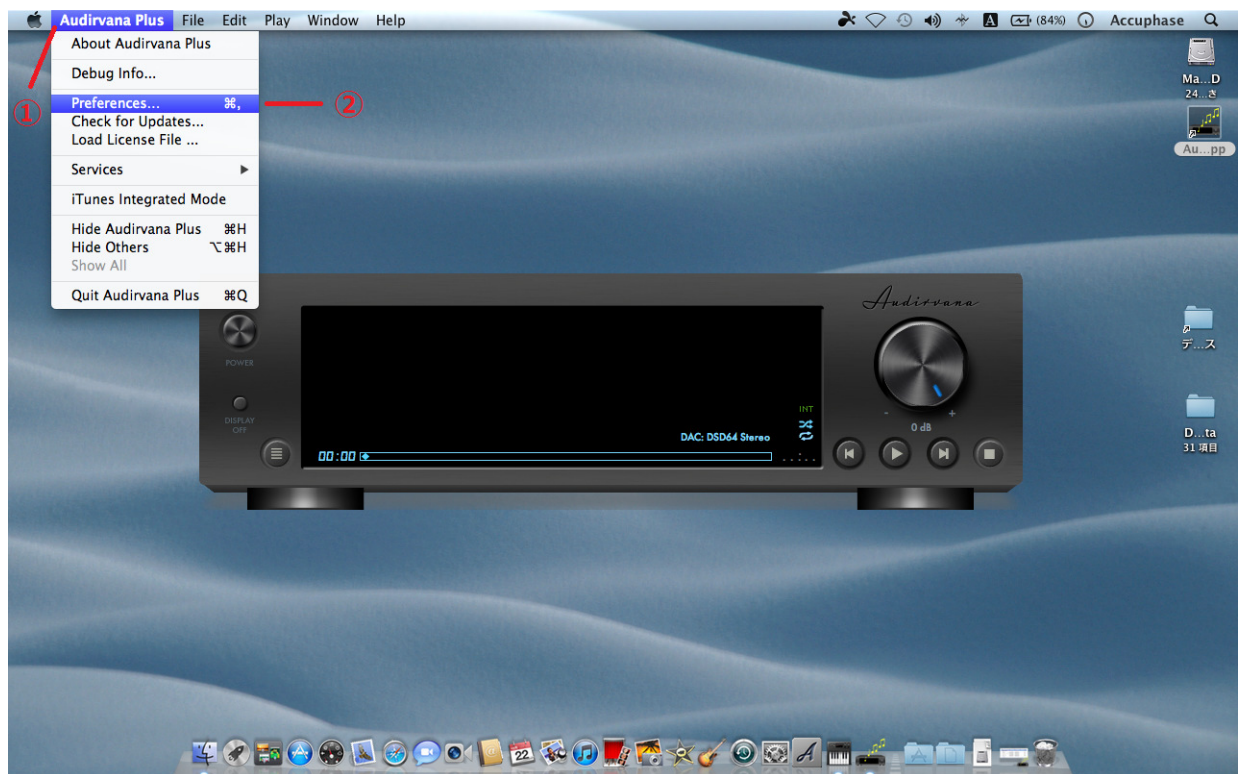 Audirvana Plus File Edit Play Window Help A (84%) Accuphase
About Audirvana Plus
Debug Info...
Preferences... ⌘,
Check for Updates...
Load License File ...
Services
iTunes Integrated Mode
Hide Audirvana Plus ⌘H
Hide Others ⌥⌘H
Show All
Quit Audirvana Plus ⌘Q
①
②
Ma...D
24...き
Au...pp
デ...ス
D...ta
31 項目
Audirvana
POWER
DISPLAY
OFF
INT
DAC: DSD64 Stereo
00:00
..:..
- +
0 dB
22